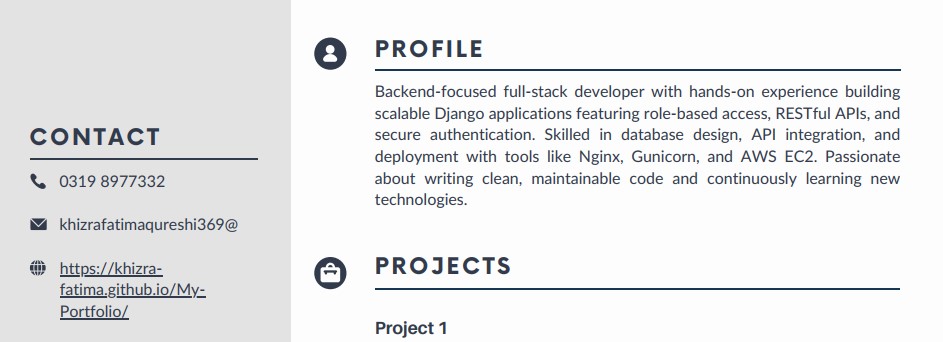 CONTACT
0319 8977332
khizrafatimaqureshi369@
https://khizra-
fatima.github.io/My-
Portfolio/
PROFILE
Backend-focused full-stack developer with hands-on experience building
scalable Django applications featuring role-based access, RESTful APIs, and
secure authentication. Skilled in database design, API integration, and
deployment with tools like Nginx, Gunicorn, and AWS EC2. Passionate
about writing clean, maintainable code and continuously learning new
technologies.
PROJECTS
Project 1